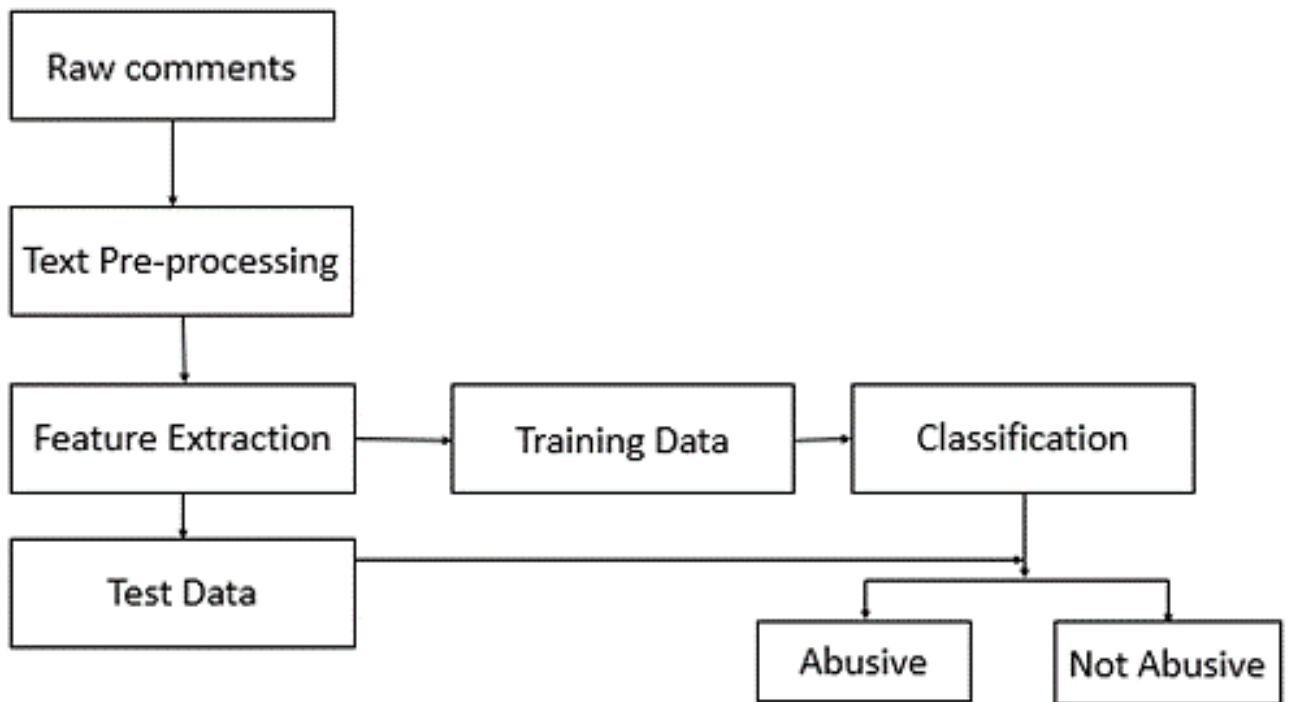 Raw comments
Text Pre-processing
Feature Extraction
Training Data
Classification
Test Data
Abusive
Not Abusive